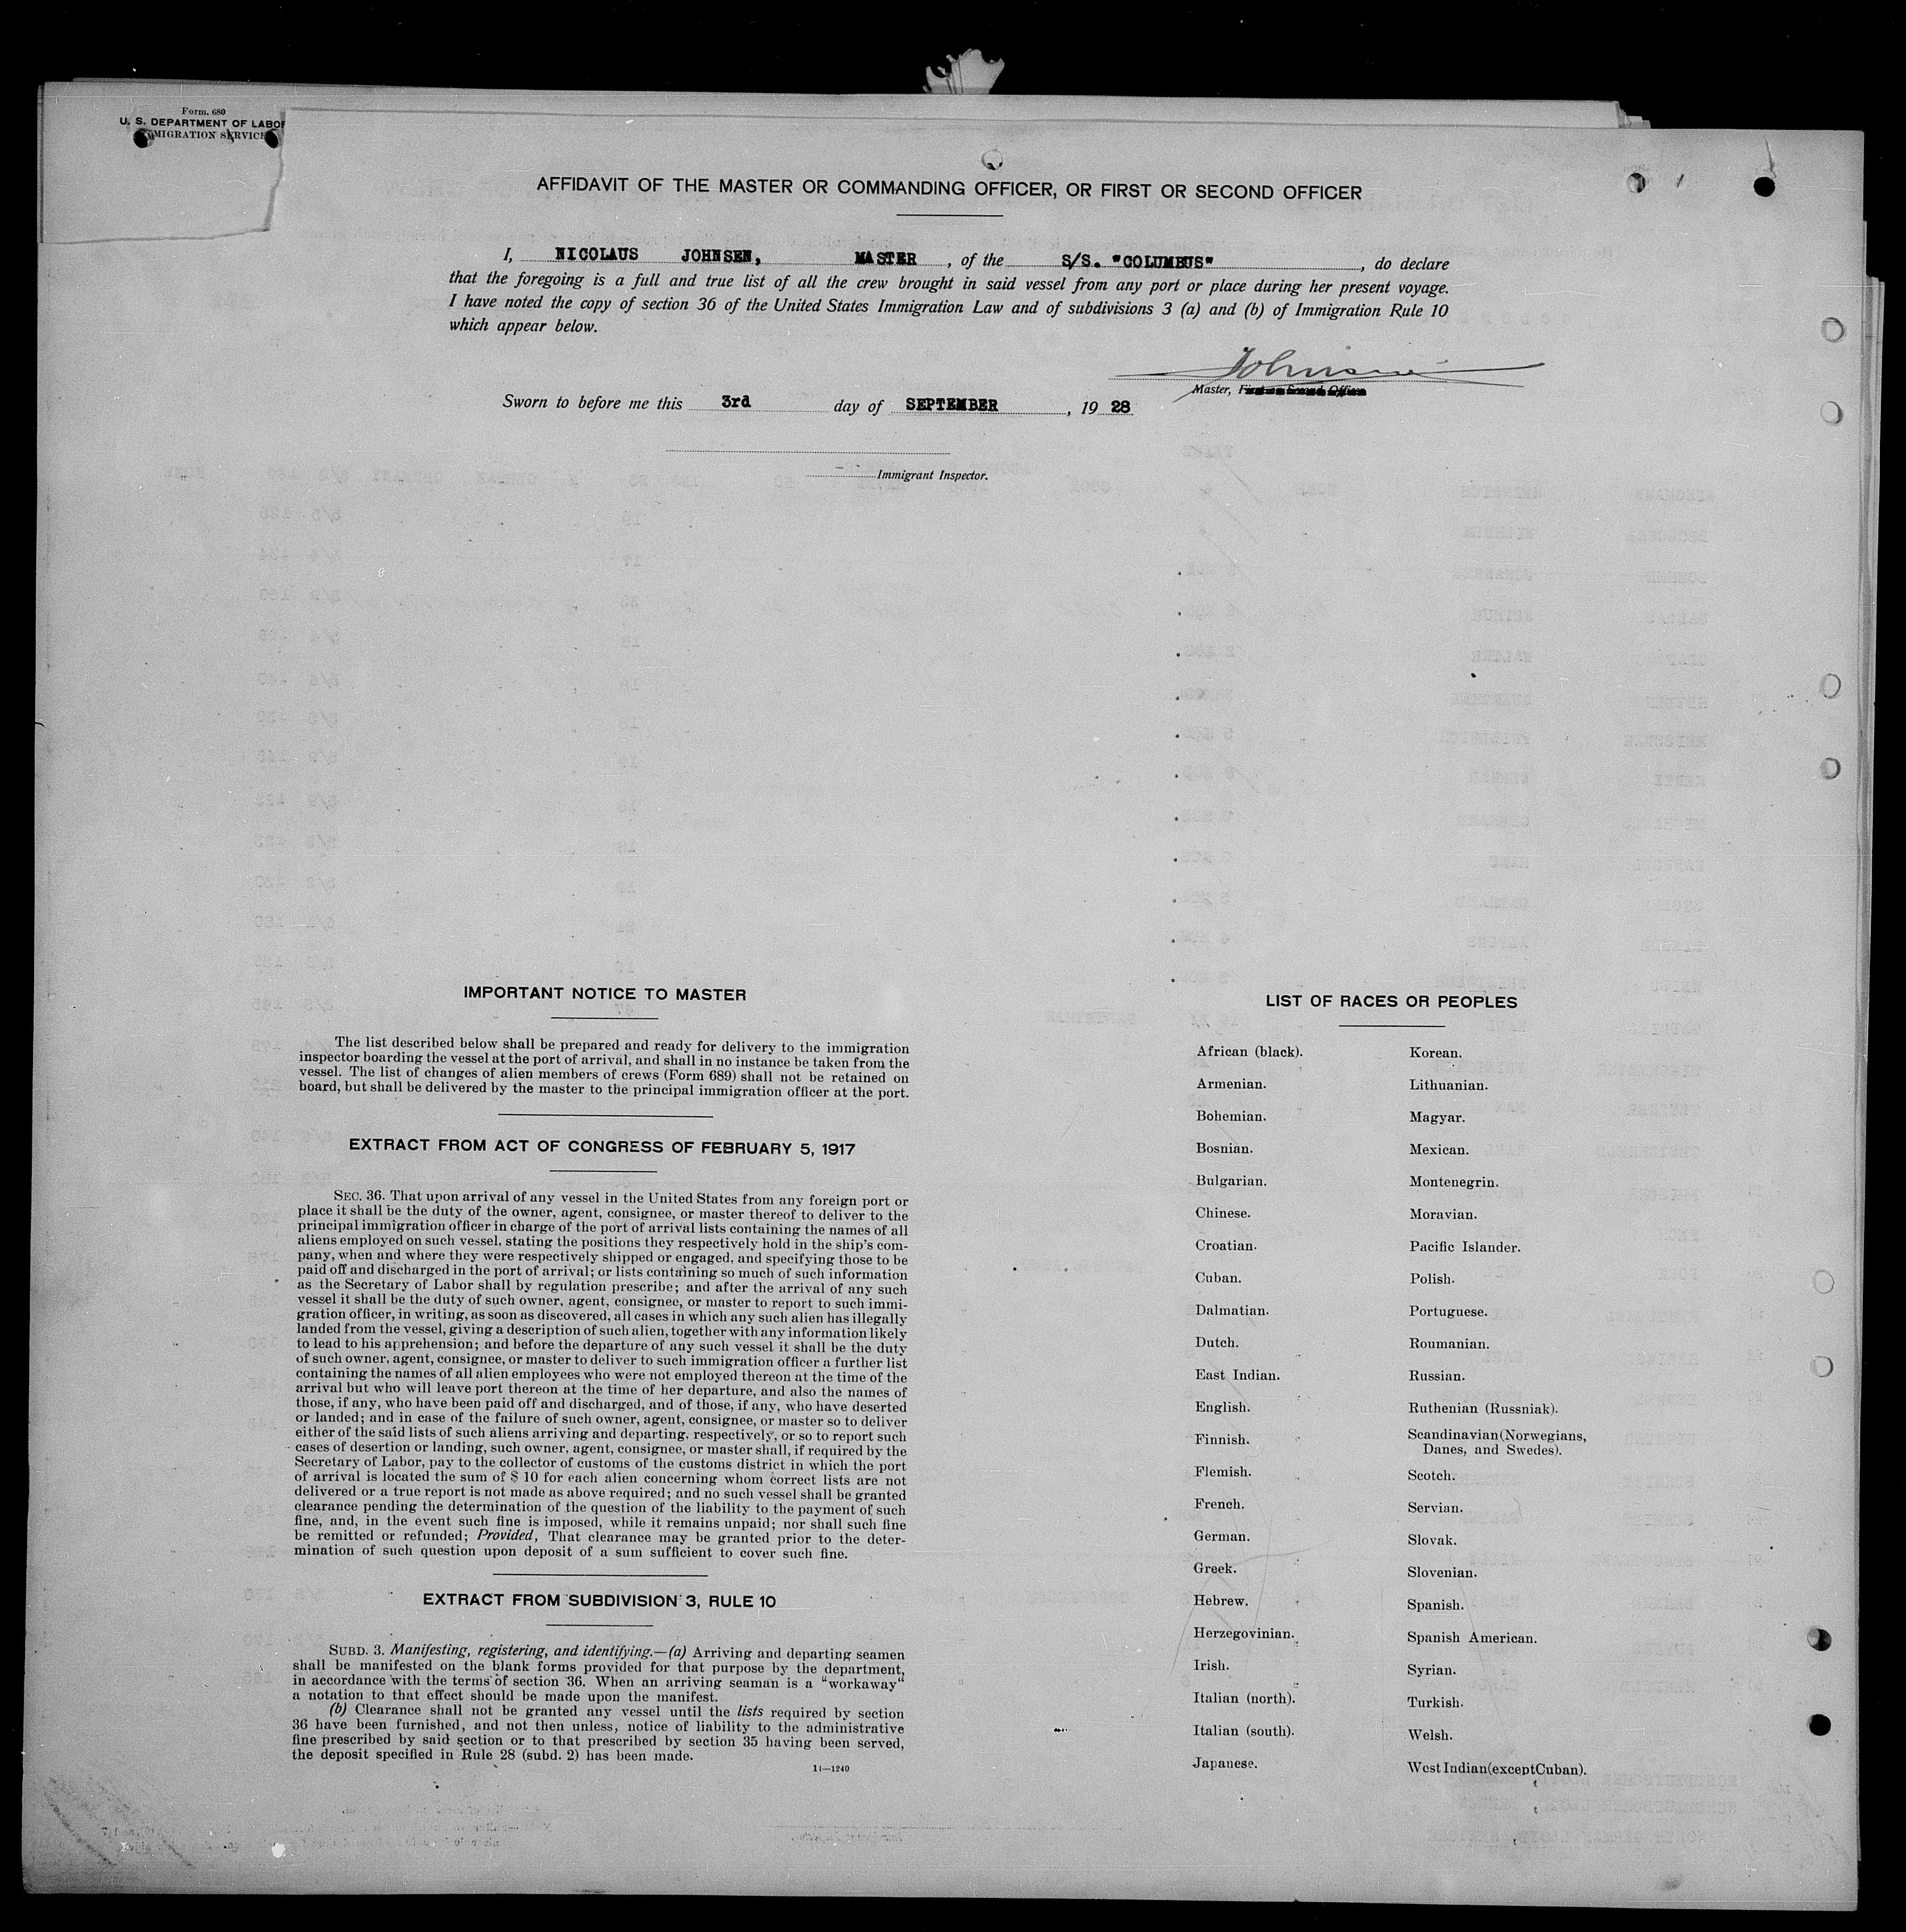 Form. 680
U. S. DEPARTMENT OF LABOR
IMMIGRATION SERVICE
AFFIDAVIT OF THE MASTER OR COMMANDING OFFICER, OR FIRST OR SECOND OFFICER
I, NICOLAUS JOHNSEN, MASTER, of the S/S. "COLUMBUS", do declare
that the foregoing is a full and true list of all the crew brought in said vessel from any port or place during her present voyage.
I have noted the copy of section 36 of the United States Immigration Law and of subdivisions 3 (a) and (b) of Immigration Rule 10
which appear below.
Johnsen
Master, First or Second Officer
Sworn to before me this 3rd day of SEPTEMBER, 19 28
Immigrant Inspector.
IMPORTANT NOTICE TO MASTER
The list described below shall be prepared and ready for delivery to the immigration
inspector boarding the vessel at the port of arrival, and shall in no instance be taken from the
vessel. The list of changes of alien members of crews (Form 689) shall not be retained on
board, but shall be delivered by the master to the principal immigration officer at the port.
EXTRACT FROM ACT OF CONGRESS OF FEBRUARY 5, 1917
SEC. 36. That upon arrival of any vessel in the United States from any foreign port or
place it shall be the duty of the owner, agent, consignee, or master thereof to deliver to the
principal immigration officer in charge of the port of arrival lists containing the names of all
aliens employed on such vessel, stating the positions they respectively hold in the ship's com-
pany, when and where they were respectively shipped or engaged, and specifying those to be
paid off and discharged in the port of arrival; or lists containing so much of such information
as the Secretary of Labor shall by regulation prescribe; and after the arrival of any such
vessel it shall be the duty of such owner, agent, consignee, or master to report to such immi-
gration officer, in writing, as soon as discovered, all cases in which any such alien has illegally
landed from the vessel, giving a description of such alien, together with any information likely
to lead to his apprehension; and before the departure of any such vessel it shall be the duty
of such owner, agent, consignee, or master to deliver to such immigration officer a further list
containing the names of all alien employees who were not employed thereon at the time of the
arrival but who will leave port thereon at the time of her departure, and also the names of
those, if any, who have been paid off and discharged, and of those, if any, who have deserted
or landed; and in case of the failure of such owner, agent, consignee, or master so to deliver
either of the said lists of such aliens arriving and departing, respectively, or so to report such
cases of desertion or landing, such owner, agent, consignee, or master shall, if required by the
Secretary of Labor, pay to the collector of customs of the customs district in which the port
of arrival is located the sum of $ 10 for each alien concerning whom correct lists are not
delivered or a true report is not made as above required; and no such vessel shall be granted
clearance pending the determination of the question of the liability to the payment of such
fine, and, in the event such fine is imposed, while it remains unpaid; nor shall such fine
be remitted or refunded; Provided, That clearance may be granted prior to the deter-
mination of such question upon deposit of a sum sufficient to cover such fine.
EXTRACT FROM SUBDIVISION 3, RULE 10
SUBD. 3. Manifesting, registering, and identifying.—(a) Arriving and departing seamen
shall be manifested on the blank forms provided for that purpose by the department,
in accordance with the terms of section 36. When an arriving seaman is a "workaway"
a notation to that effect should be made upon the manifest.
(b) Clearance shall not be granted any vessel until the lists required by section
36 have been furnished, and not then unless, notice of liability to the administrative
fine prescribed by said section or to that prescribed by section 35 having been served,
the deposit specified in Rule 28 (subd. 2) has been made.
11—1240
LIST OF RACES OR PEOPLES
African (black).
Armenian.
Bohemian.
Bosnian.
Bulgarian.
Chinese.
Croatian.
Cuban.
Dalmatian.
Dutch.
East Indian.
English.
Finnish.
Flemish.
French.
German.
Greek.
Hebrew.
Herzegovinian.
Irish.
Italian (north).
Italian (south).
Japanese.
Korean.
Lithuanian.
Magyar.
Mexican.
Montenegrin.
Moravian.
Pacific Islander.
Polish.
Portuguese.
Roumanian.
Russian.
Ruthenian (Russniak).
Scandinavian (Norwegians,
Danes, and Swedes).
Scotch.
Servian.
Slovak.
Slovenian.
Spanish.
Spanish American.
Syrian.
Turkish.
Welsh.
West Indian (except Cuban).